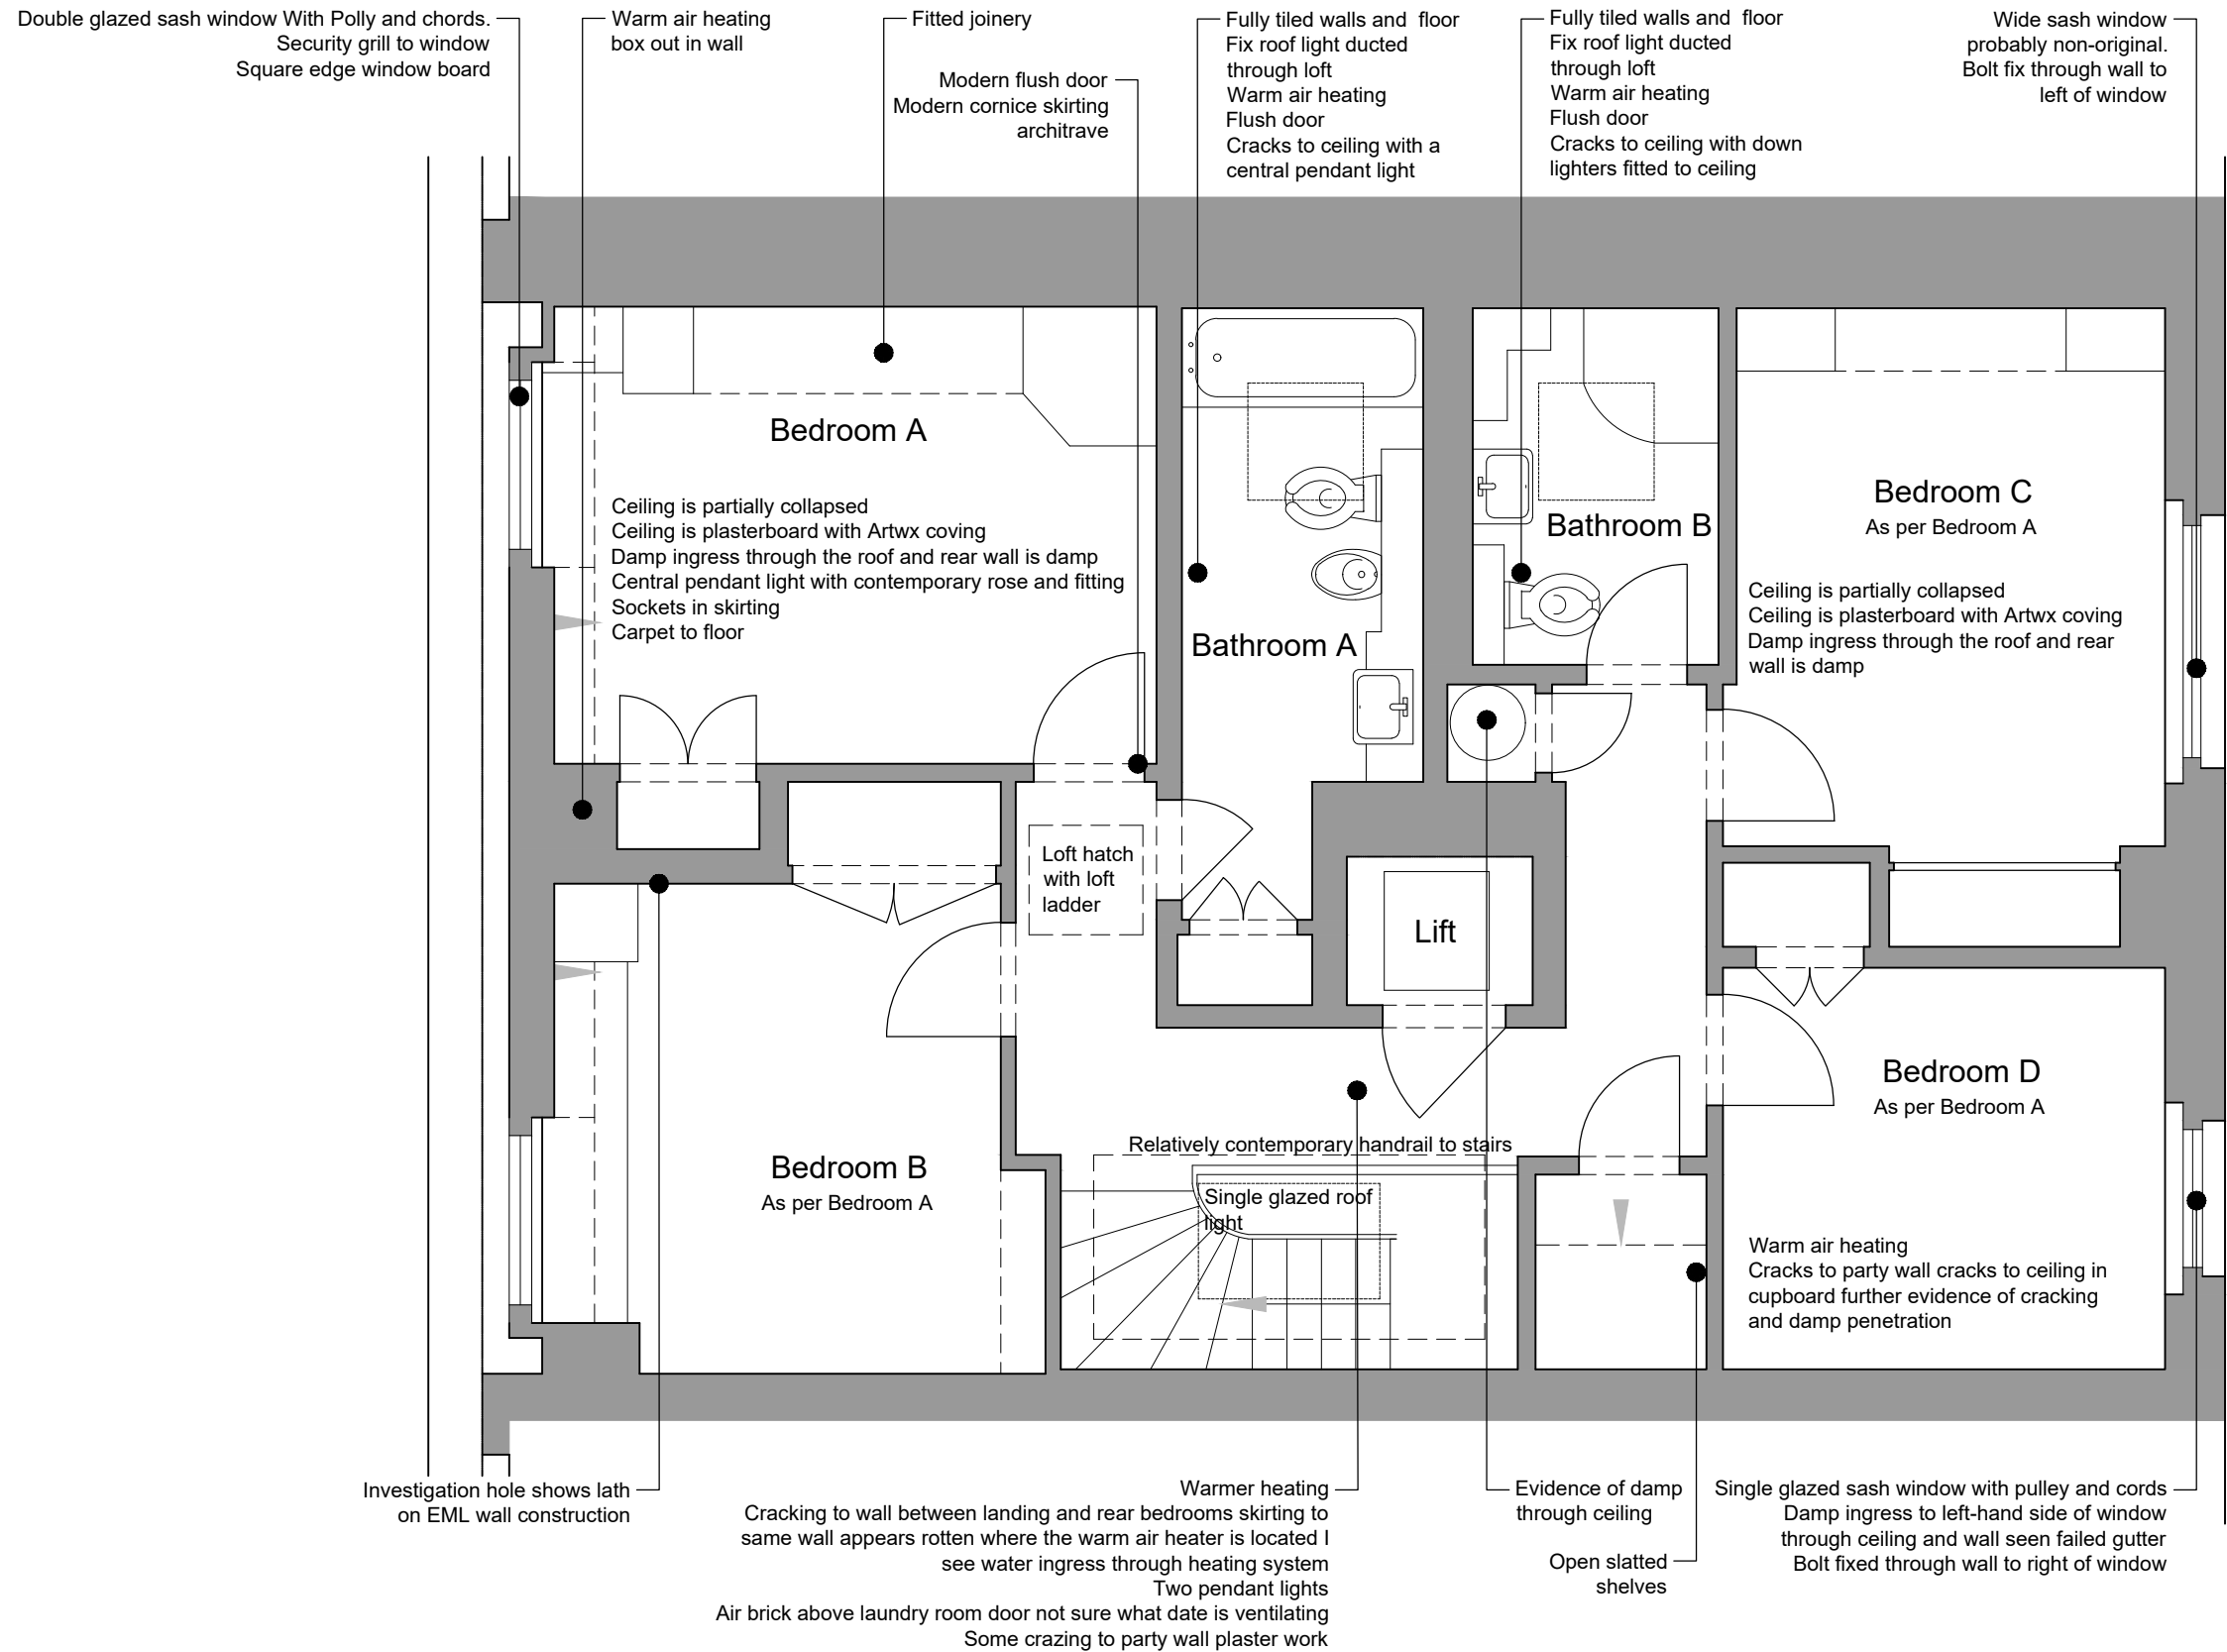 Double glazed sash window With Polly and chords.
Security grill to window
Square edge window board
Warm air heating
box out in wall
Fitted joinery
Modern flush door
Modern cornice skirting
architrave
Fully tiled walls and floor
Fix roof light ducted
through loft
Warm air heating
Flush door
Cracks to ceiling with a
central pendant light
Fully tiled walls and floor
Fix roof light ducted
through loft
Warm air heating
Flush door
Cracks to ceiling with down
lighters fitted to ceiling
Wide sash window
probably non-original.
Bolt fix through wall to
left of window
Bedroom A
Ceiling is partially collapsed
Ceiling is plasterboard with Artwx coving
Damp ingress through the roof and rear wall is damp
Central pendant light with contemporary rose and fitting
Sockets in skirting
Carpet to floor
Bathroom A
Bathroom B
Bedroom C
As per Bedroom A
Ceiling is partially collapsed
Ceiling is plasterboard with Artwx coving
Damp ingress through the roof and rear
wall is damp
Loft hatch
with loft
ladder
Lift
Bedroom B
As per Bedroom A
Relatively contemporary handrail to stairs
Single glazed roof
light
Bedroom D
As per Bedroom A
Warm air heating
Cracks to party wall cracks to ceiling in
cupboard further evidence of cracking
and damp penetration
Investigation hole shows lath
on EML wall construction
Warmer heating
Cracking to wall between landing and rear bedrooms skirting to
same wall appears rotten where the warm air heater is located I
see water ingress through heating system
Two pendant lights
Air brick above laundry room door not sure what date is ventilating
Some crazing to party wall plaster work
Evidence of damp
through ceiling
Open slatted
shelves
Single glazed sash window with pulley and cords
Damp ingress to left-hand side of window
through ceiling and wall seen failed gutter
Bolt fixed through wall to right of window